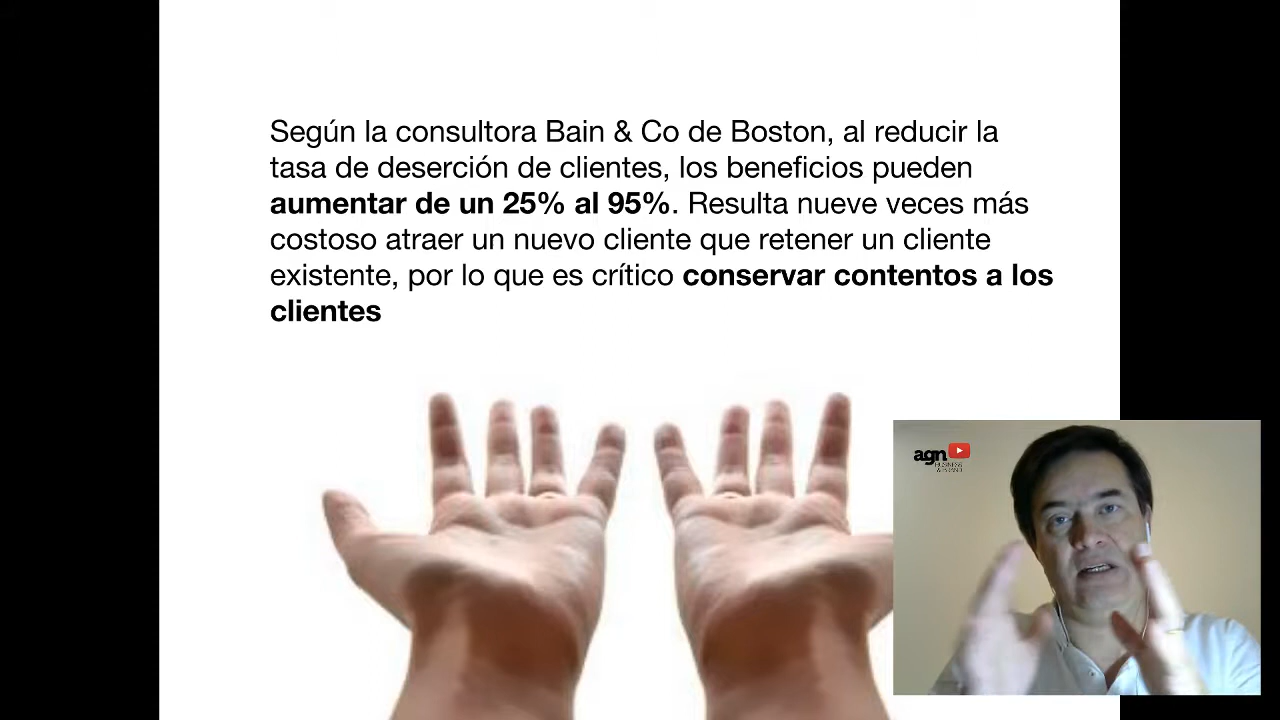 Según la consultora Bain & Co de Boston, al reducir la
tasa de deserción de clientes, los beneficios pueden
aumentar de un 25% al 95%. Resulta nueve veces más
costoso atraer un nuevo cliente que retener un cliente
existente, por lo que es crítico conservar contentos a los
clientes
agn
BUSINESS
& BRAND